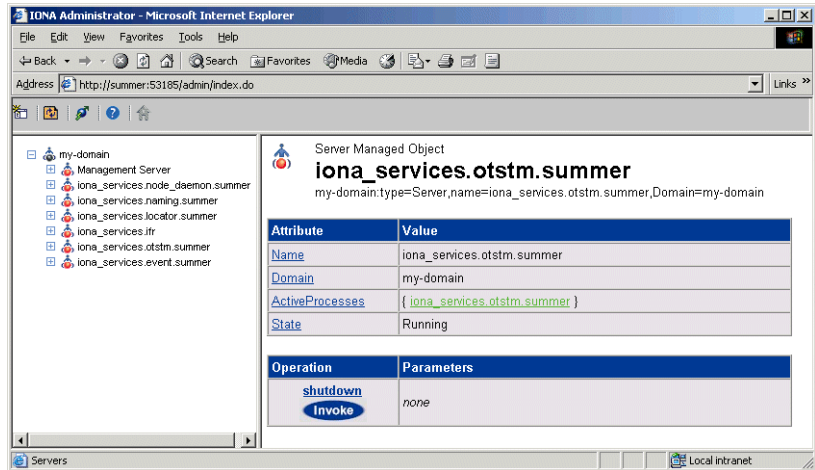 IONA Administrator - Microsoft Internet Explorer
File Edit View Favorites Tools Help
Back Search Favorites Media
Address http://summer:53185/admin/index.do Links »
my-domain
Management Server
iona_services.node_daemon.summer
iona_services.naming.summer
iona_services.locator.summer
iona_services.ifr
iona_services.otstm.summer
iona_services.event.summer
Server Managed Object
iona_services.otstm.summer
my-domain:type=Server,name=iona_services.otstm.summer,Domain=my-domain
Attribute Value
Name iona_services.otstm.summer
Domain my-domain
ActiveProcesses { iona_services.otstm.summer }
State Running
Operation Parameters
shutdown
Invoke none
Servers Local intranet